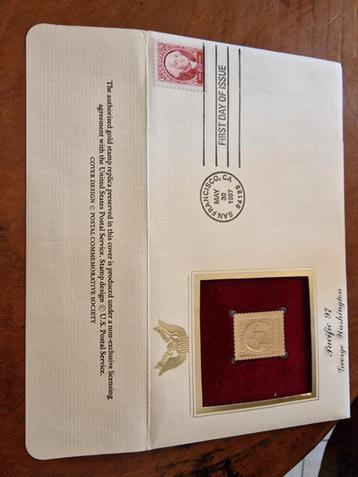 The authorized gold stamp replica preserved in this cover is produced under a non-exclusive licensing
agreement with the United States Postal Service. Stamp design © U.S. Postal Service.
COVER DESIGN © POSTAL COMMEMORATIVE SOCIETY
FIRST DAY OF ISSUE
SAN FRANCISCO, CA
MAY
30
1997
94188
Pacific 97
George Washington